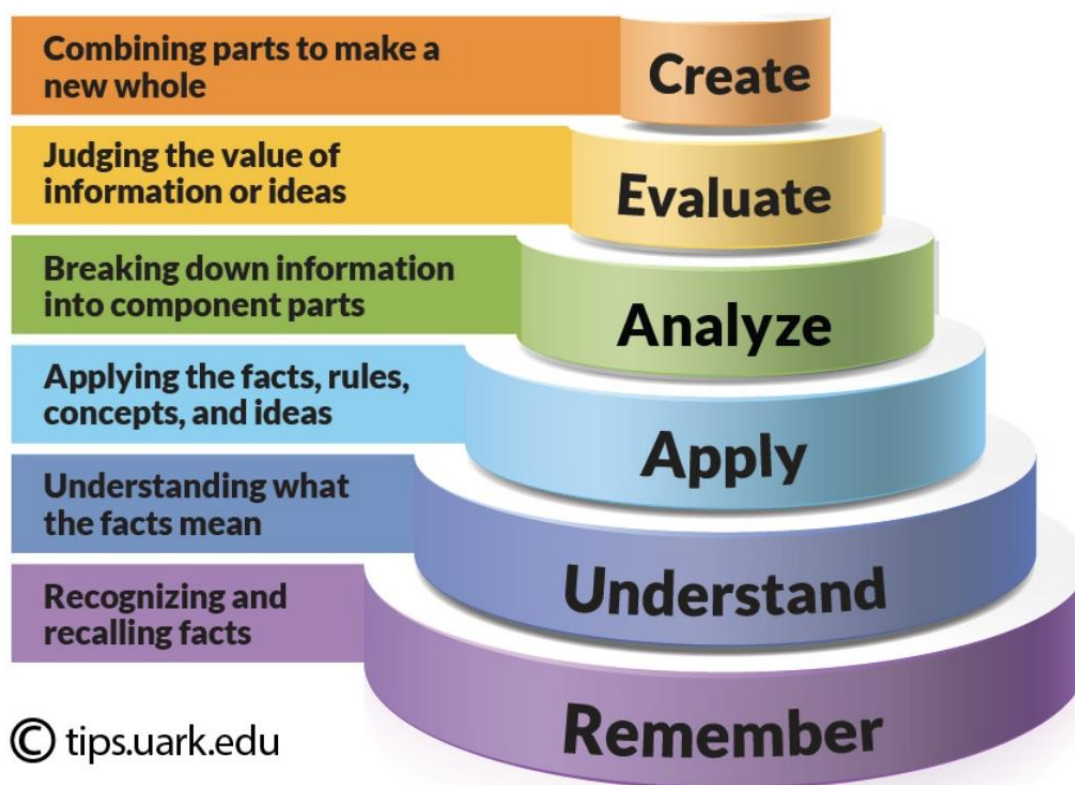 Combining parts to make a
new whole
Create
Judging the value of
information or ideas
Evaluate
Breaking down information
into component parts
Analyze
Applying the facts, rules,
concepts, and ideas
Apply
Understanding what
the facts mean
Understand
Recognizing and
recalling facts
Remember
© tips.uark.edu